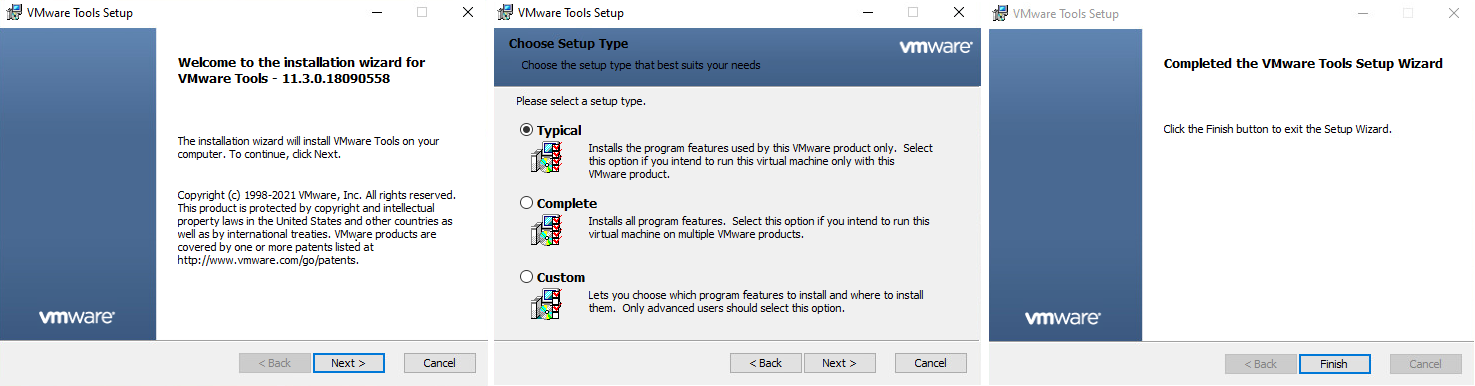 VMware Tools Setup
Welcome to the installation wizard for
VMware Tools - 11.3.0.18090558
The installation wizard will install VMware Tools on your
computer. To continue, click Next.
Copyright (c) 1998-2021 VMware, Inc. All rights reserved.
This product is protected by copyright and intellectual
property laws in the United States and other countries as
well as by international treaties. VMware products are
covered by one or more patents listed at
http://www.vmware.com/go/patents.
vmware
< Back
Next >
Cancel
VMware Tools Setup
Choose Setup Type
vmware
Choose the setup type that best suits your needs
Please select a setup type.
Typical
Installs the program features used by this VMware product only. Select
this option if you intend to run this virtual machine only with this
VMware product.
Complete
Installs all program features. Select this option if you intend to run this
virtual machine on multiple VMware products.
Custom
Lets you choose which program features to install and where to install
them. Only advanced users should select this option.
< Back
Next >
Cancel
VMware Tools Setup
Completed the VMware Tools Setup Wizard
Click the Finish button to exit the Setup Wizard.
vmware
< Back
Finish
Cancel